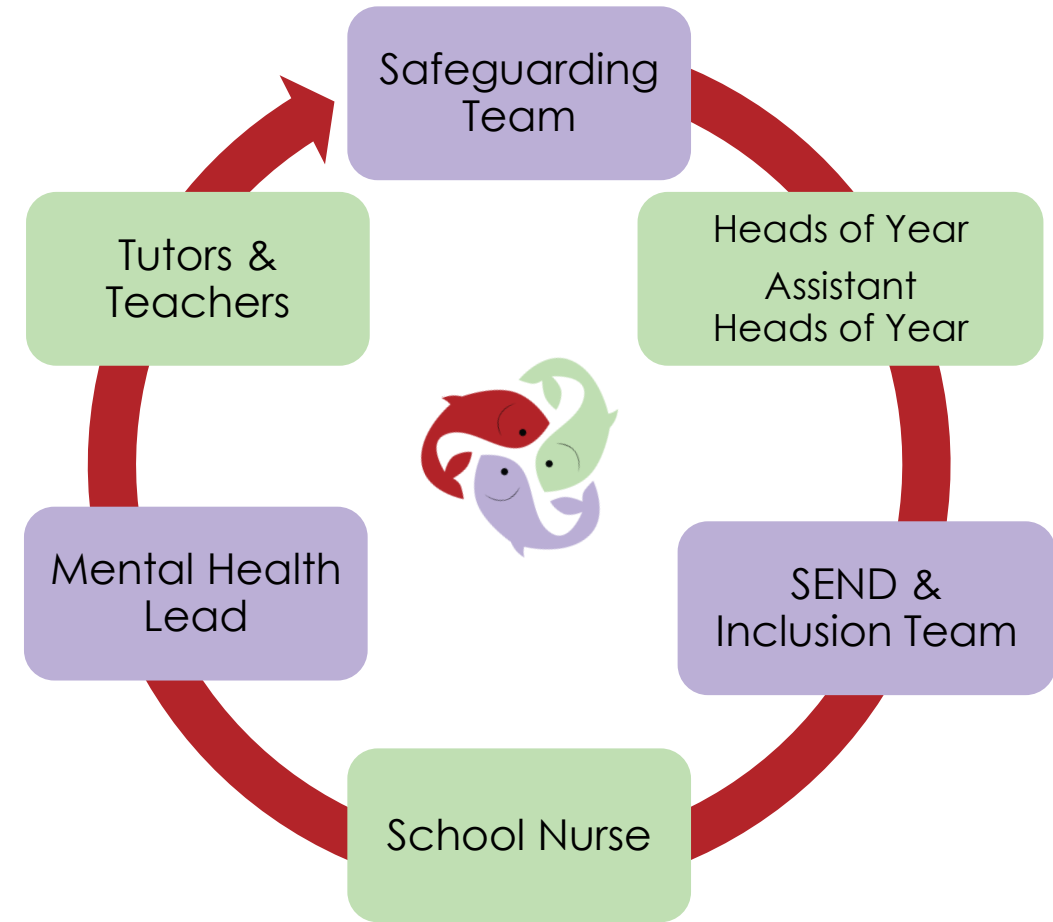 Safeguarding
Team
Heads of Year
Assistant
Heads of Year
SEND &
Inclusion Team
School Nurse
Mental Health
Lead
Tutors &
Teachers